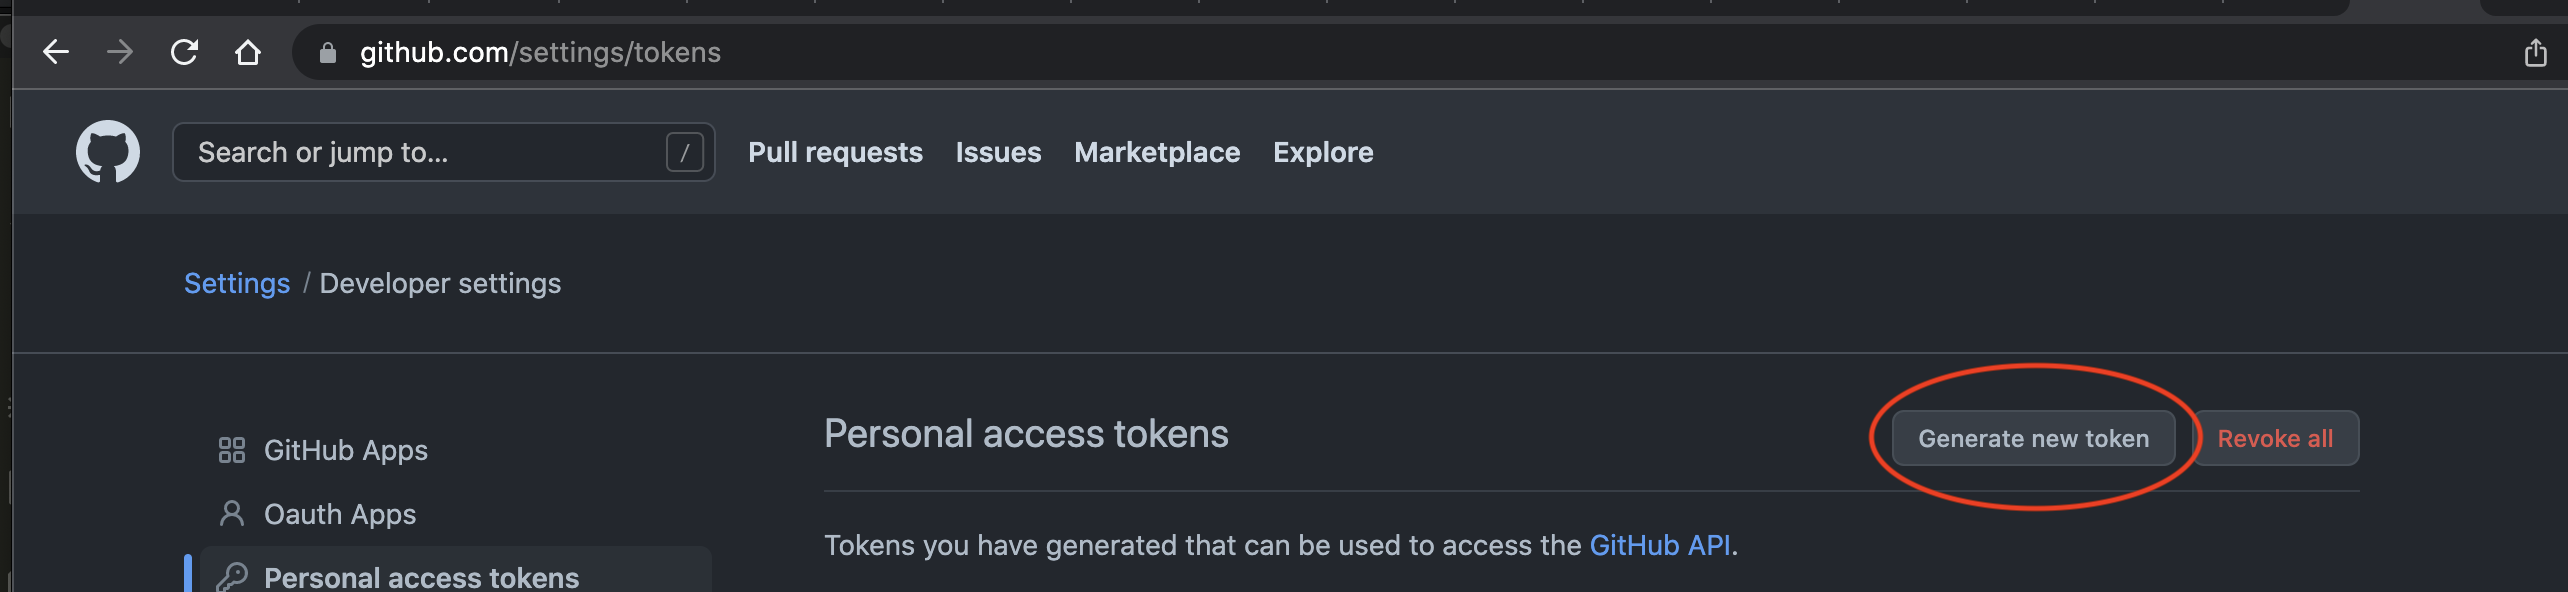 github.com/settings/tokens
Search or jump to... /
Pull requests Issues Marketplace Explore
Settings / Developer settings
Personal access tokens
Generate new token Revoke all
GitHub Apps
Oauth Apps
Personal access tokens
Tokens you have generated that can be used to access the GitHub API.